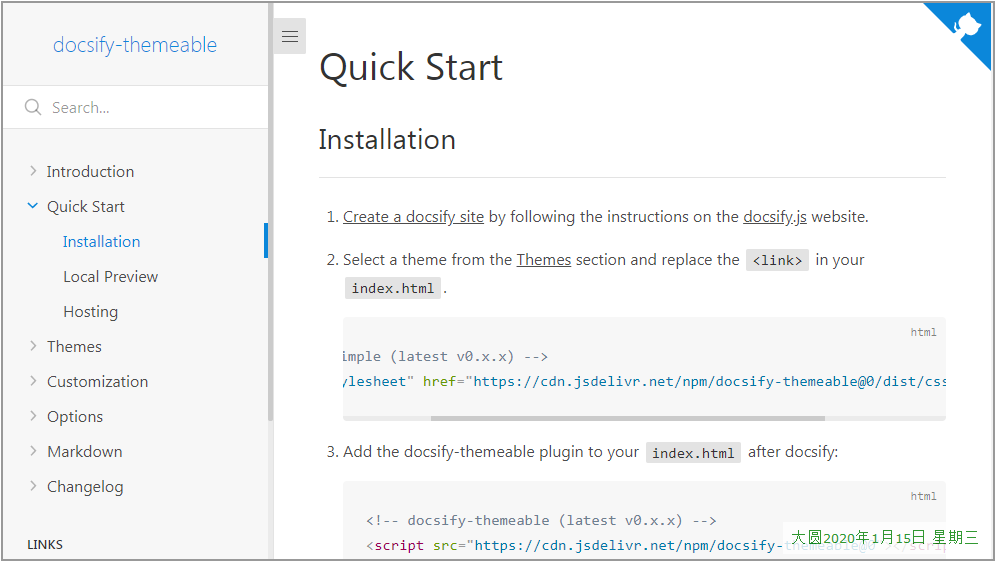 docsify-themeable
Search...
Introduction
Quick Start
Installation
Local Preview
Hosting
Themes
Customization
Options
Markdown
Changelog
LINKS
Quick Start
Installation
1. Create a docsify site by following the instructions on the docsify.js website.
2. Select a theme from the Themes section and replace the <link> in your
index.html .
html
imple (latest v0.x.x) -->
ylesheet" href="https://cdn.jsdelivr.net/npm/docsify-themeable@0/dist/css
3. Add the docsify-themeable plugin to your index.html after docsify:
html
<!-- docsify-themeable (latest v0.x.x) -->
<script src="https://cdn.jsdelivr.net/npm/docsify-themeable@0"></scrip
大圆2020年1月15日 星期三